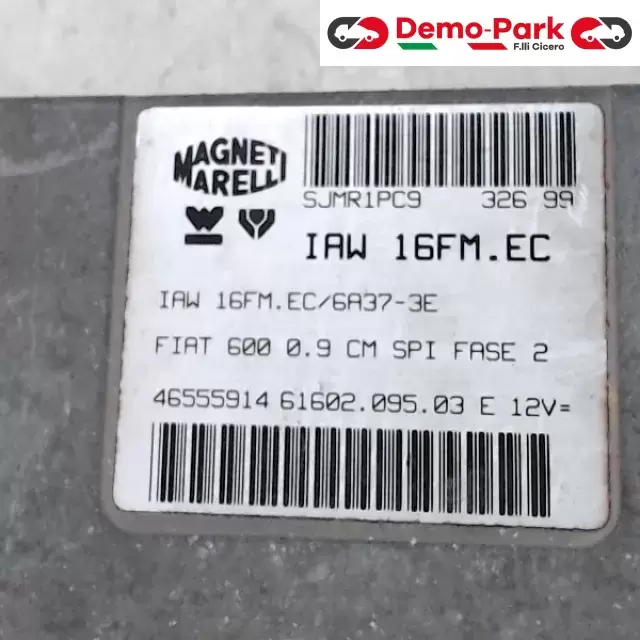 Demo-Park
F.lli Cicero
MAGNETI
MARELLI
SJMR1PC9 326 99
IAW 16FM.EC
IAW 16FM.EC/6A37-3E
FIAT 600 0.9 CM SPI FASE 2
46555914 61602.095.03 E 12V=